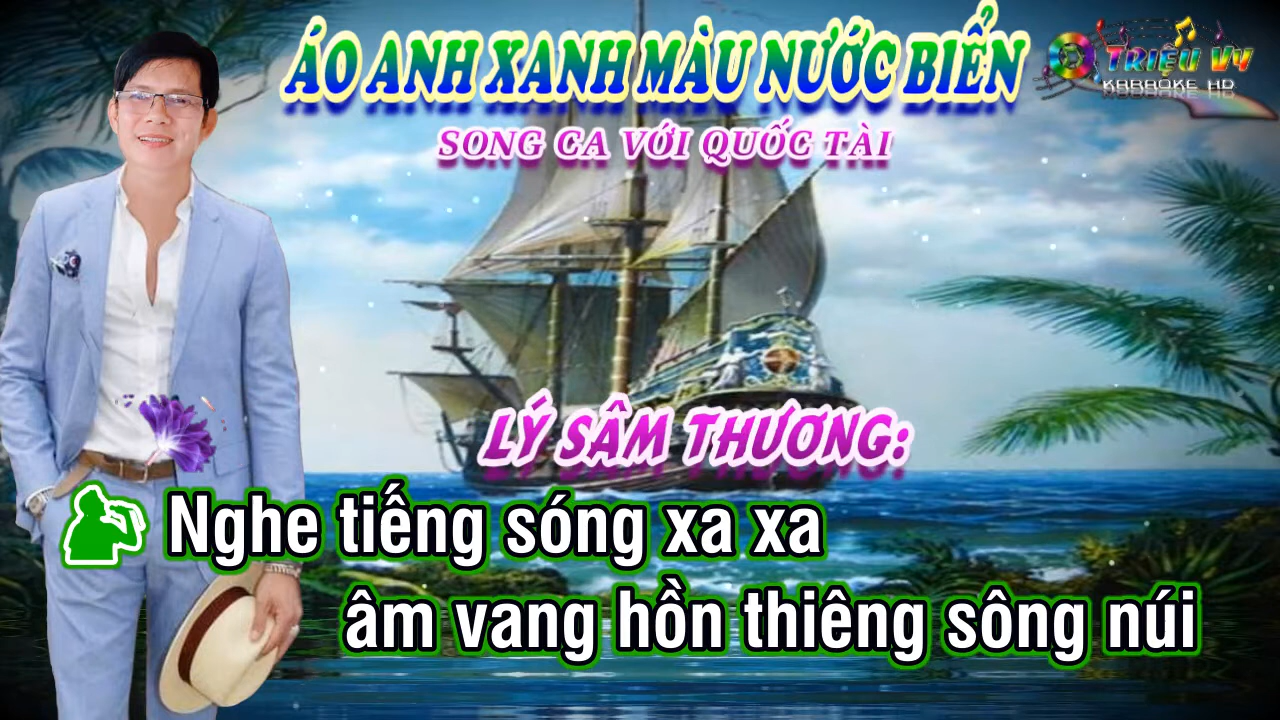 ÁO ANH XANH MÀU NƯỚC BIỂN
TRIỆU VY
KARAOKE HD
SONG CA VỚI QUỐC TÀI
LÝ SÂM THƯƠNG:
Nghe tiếng sóng xa xa
âm vang hồn thiêng sông núi